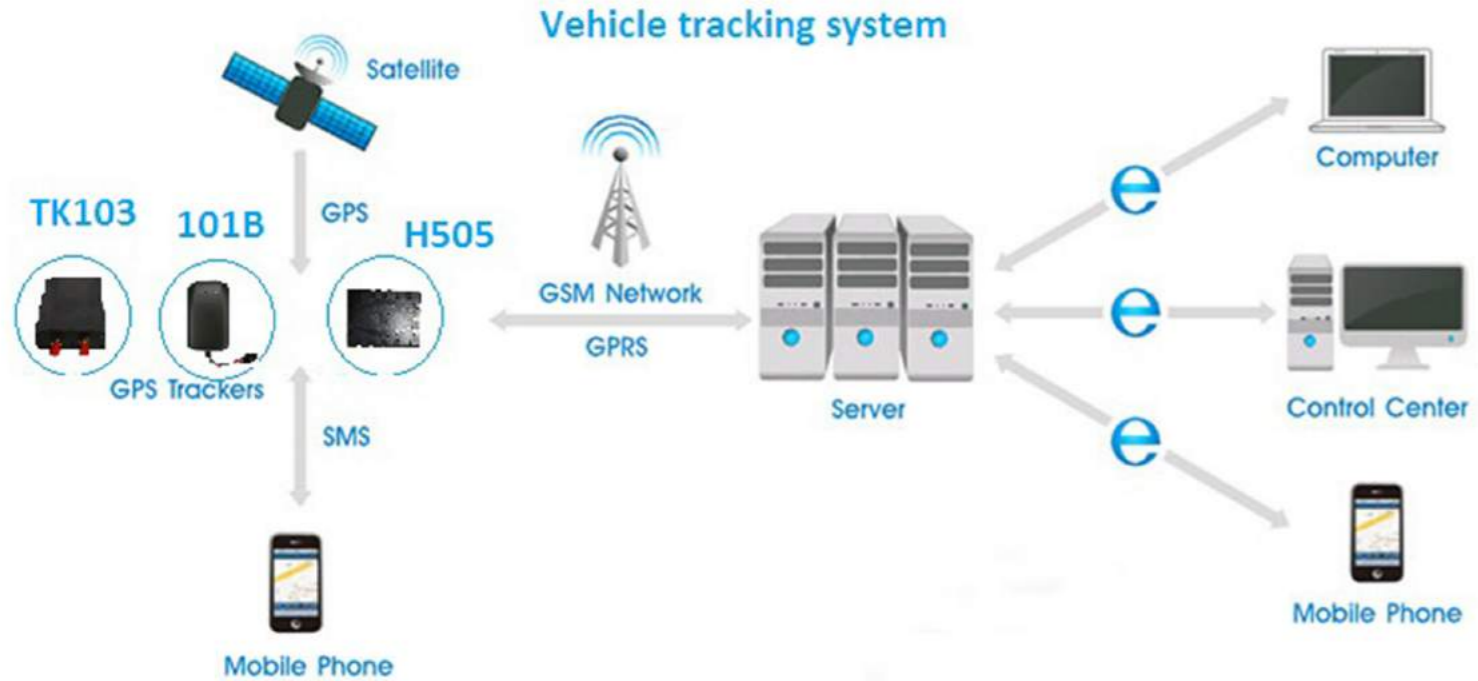 Vehicle tracking system
Satellite
Computer
GPS
TK103
101B
H505
GSM Network
GPRS
GPS Trackers
Server
Control Center
SMS
Mobile Phone
Mobile Phone